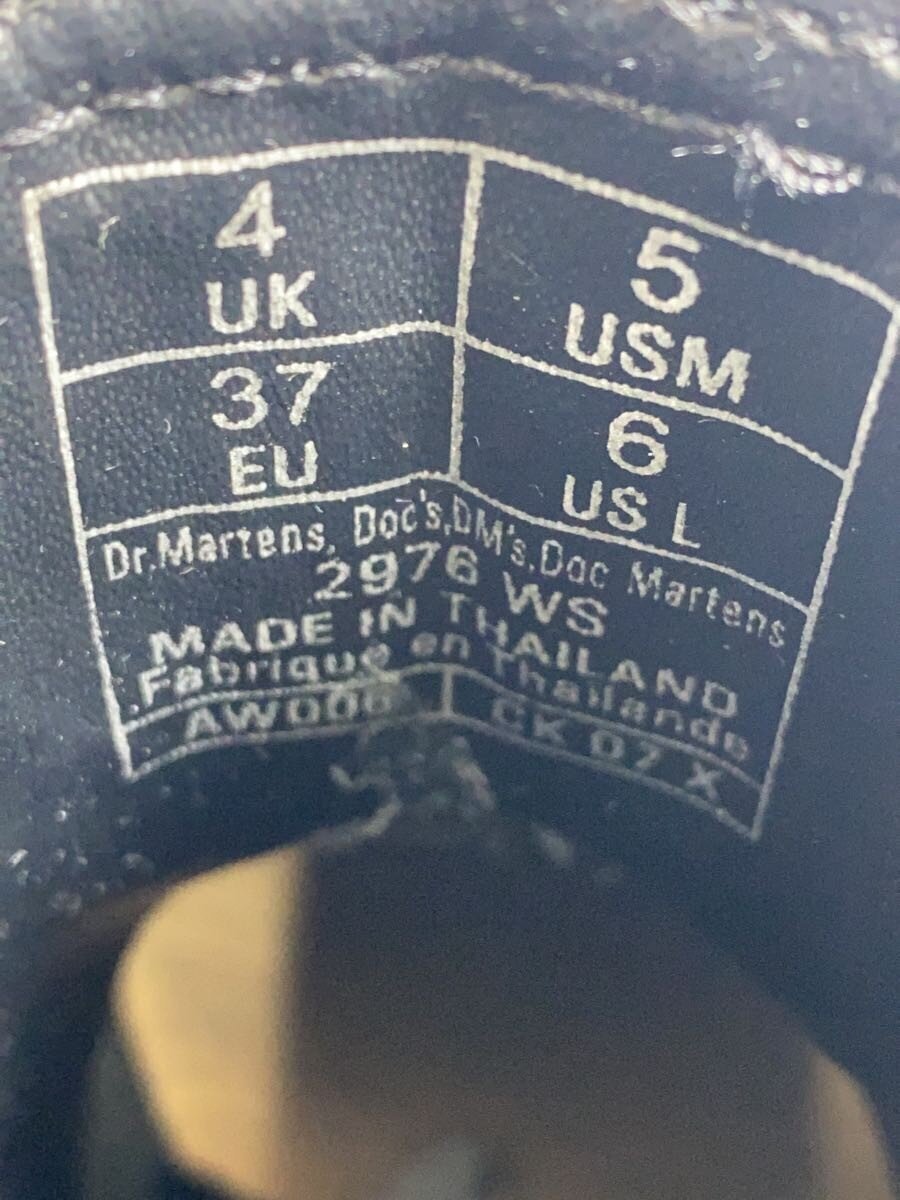 4
UK
5
USM
37
EU
6
US L
Dr.Martens, Doc's,DM's,Doc Martens
2976 WS
MADE IN THAILAND
Fabrique en Thailande
AW006
CK 07 X